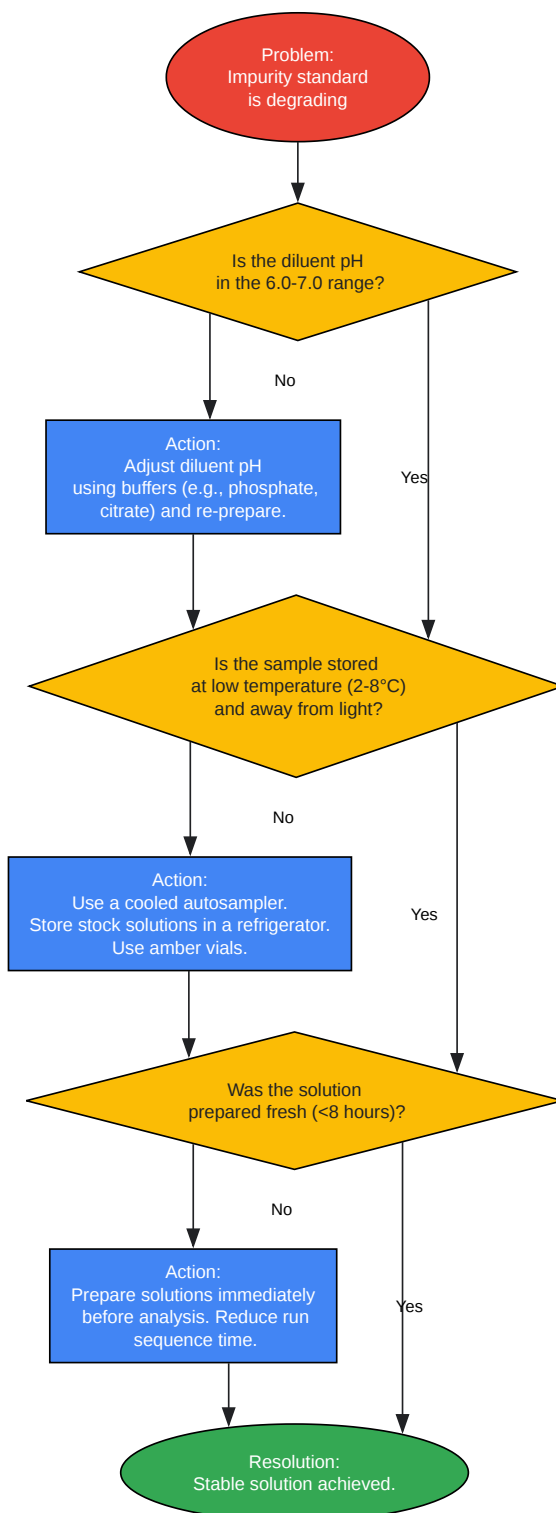 Problem:
Impurity standard
is degrading
Is the diluent pH
in the 6.0-7.0 range?
No
Action:
Adjust diluent pH
using buffers (e.g., phosphate,
citrate) and re-prepare.
Yes
Is the sample stored
at low temperature (2-8°C)
and away from light?
No
Action:
Use a cooled autosampler.
Store stock solutions in a refrigerator.
Use amber vials.
Yes
Was the solution
prepared fresh (<8 hours)?
No
Action:
Prepare solutions immediately
before analysis. Reduce run
sequence time.
Yes
Resolution:
Stable solution achieved.